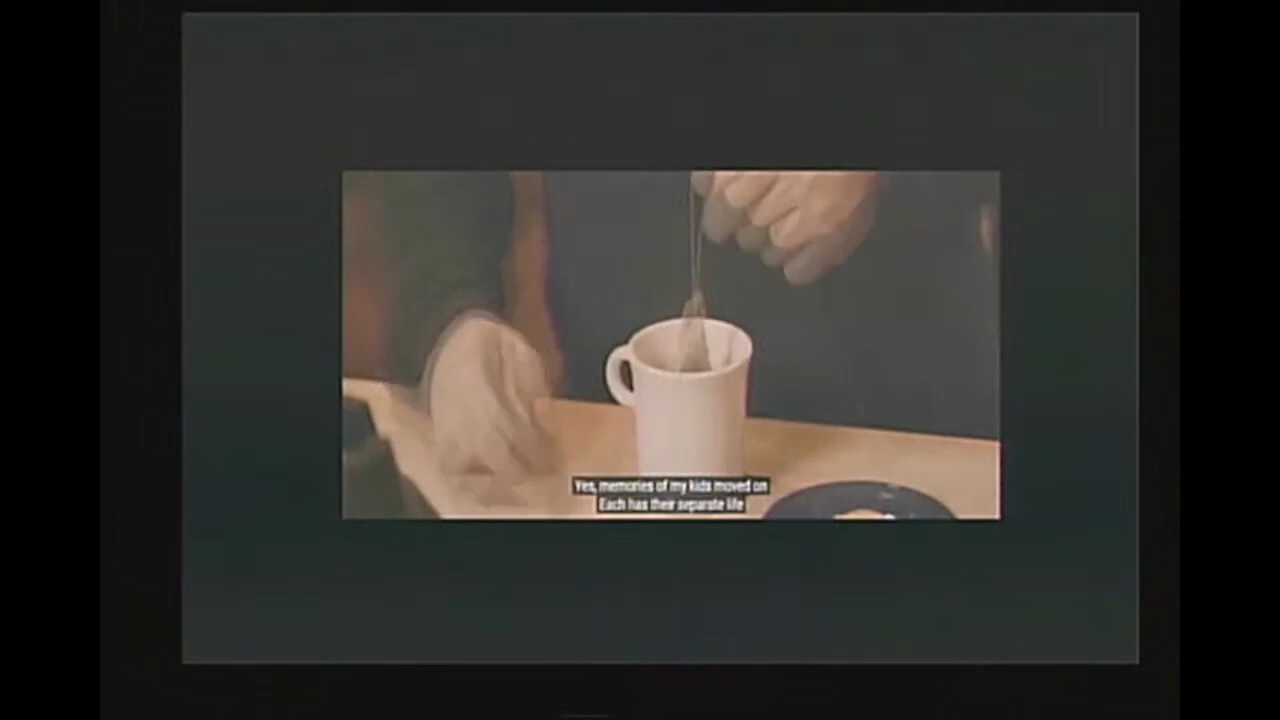 Yes, memories of my kids moved on
Each has their separate life